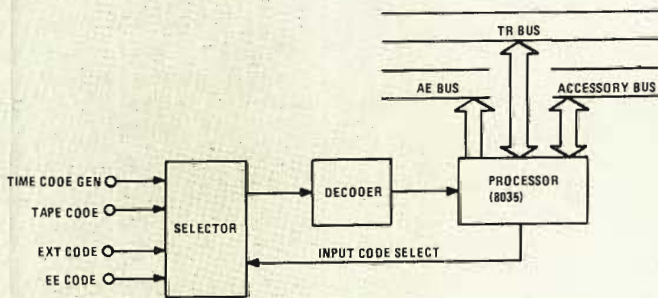 TR BUS
AE BUS
ACCESSORY BUS
TIME CODE GEN
TAPE CODE
EXT CODE
EE CODE
SELECTOR
DECODER
PROCESSOR
(8035)
INPUT CODE SELECT